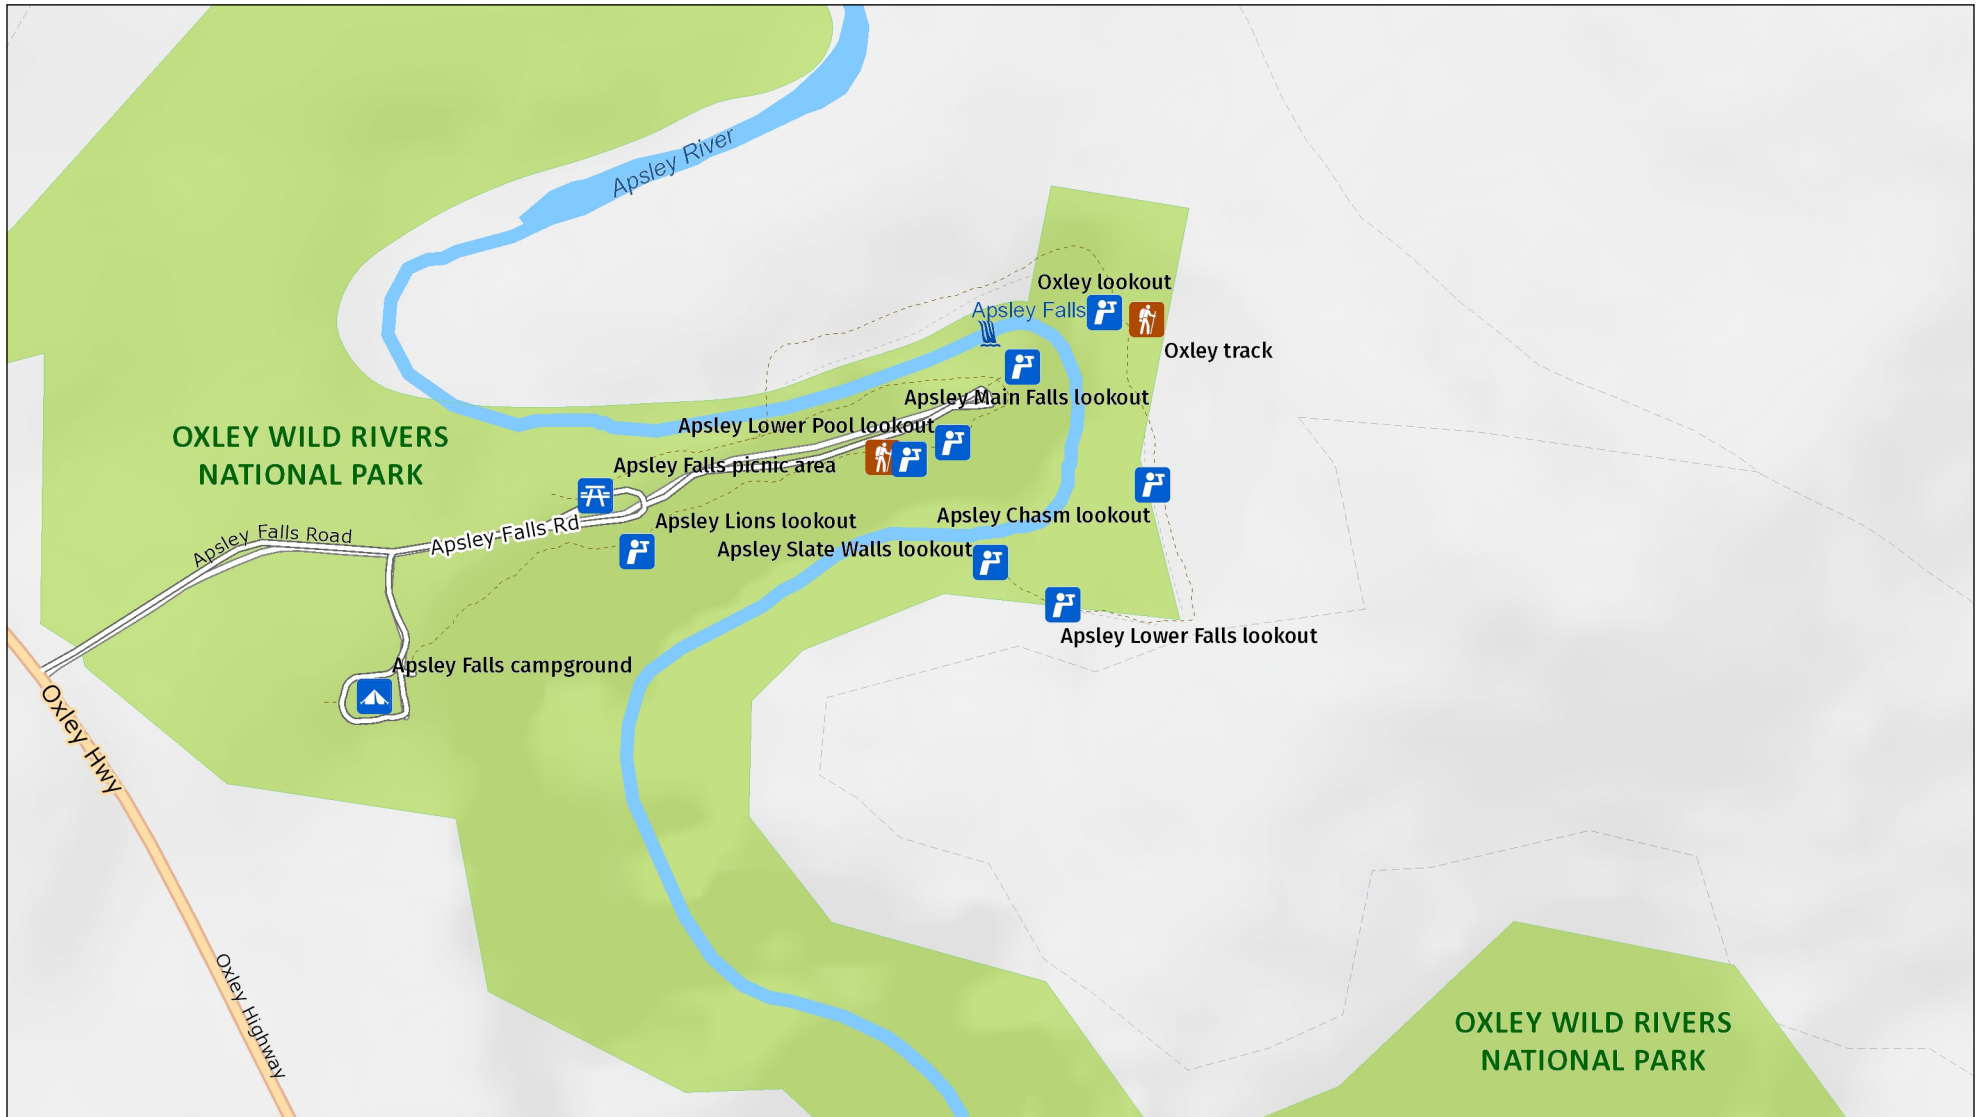 Apsley River
Oxley lookout
Apsley Falls
Oxley track
Apsley Main Falls lookout
Apsley Lower Pool lookout
OXLEY WILD RIVERS
NATIONAL PARK
Apsley Falls picnic area
Apsley Lions lookout
Apsley Chasm lookout
Apsley Falls Road
Apsley Falls Rd
Apsley Slate Walls lookout
Apsley Lower Falls lookout
Apsley Falls campground
Oxley Hwy
Oxley Highway
OXLEY WILD RIVERS
NATIONAL PARK